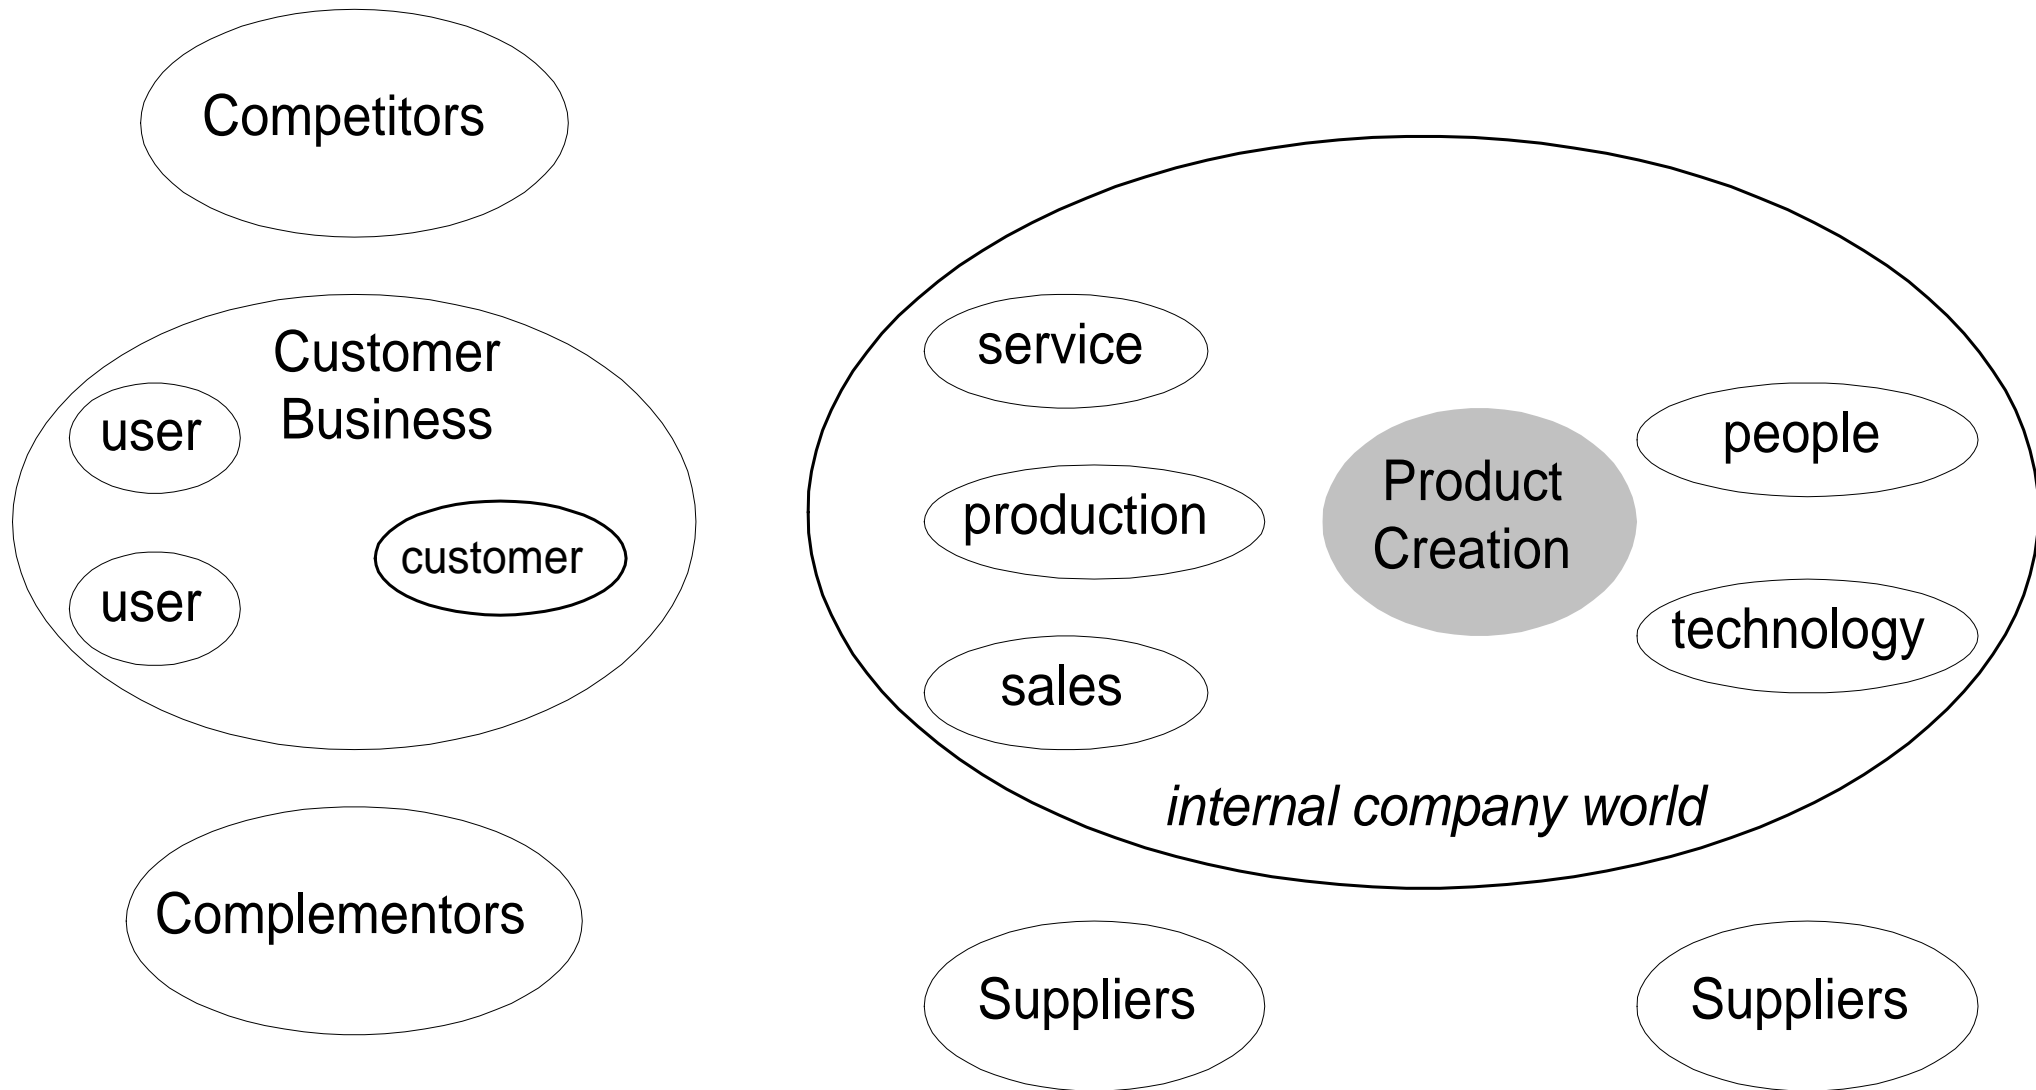 Competitors
Customer
Business
user
customer
user
Complementors
service
production
sales
Product
Creation
people
technology
internal company world
Suppliers
Suppliers